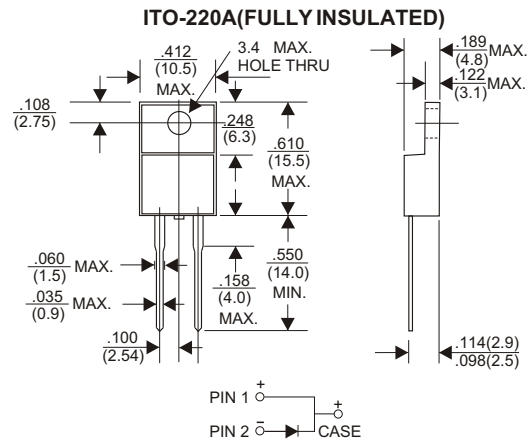 ITO-220A(FULLY INSULATED)
.412
(10.5)
MAX.
3.4 MAX.
HOLE THRU
.189
(4.8)
MAX.
.122
(3.1)
MAX.
.108
(2.75)
.248
(6.3)
.610
(15.5)
MAX.
.060
(1.5)
MAX.
.035
(0.9)
MAX.
.158
(4.0)
MAX.
.550
(14.0)
MIN.
.100
(2.54)
.114(2.9)
.098(2.5)
PIN 1 +
+
PIN 2 - CASE